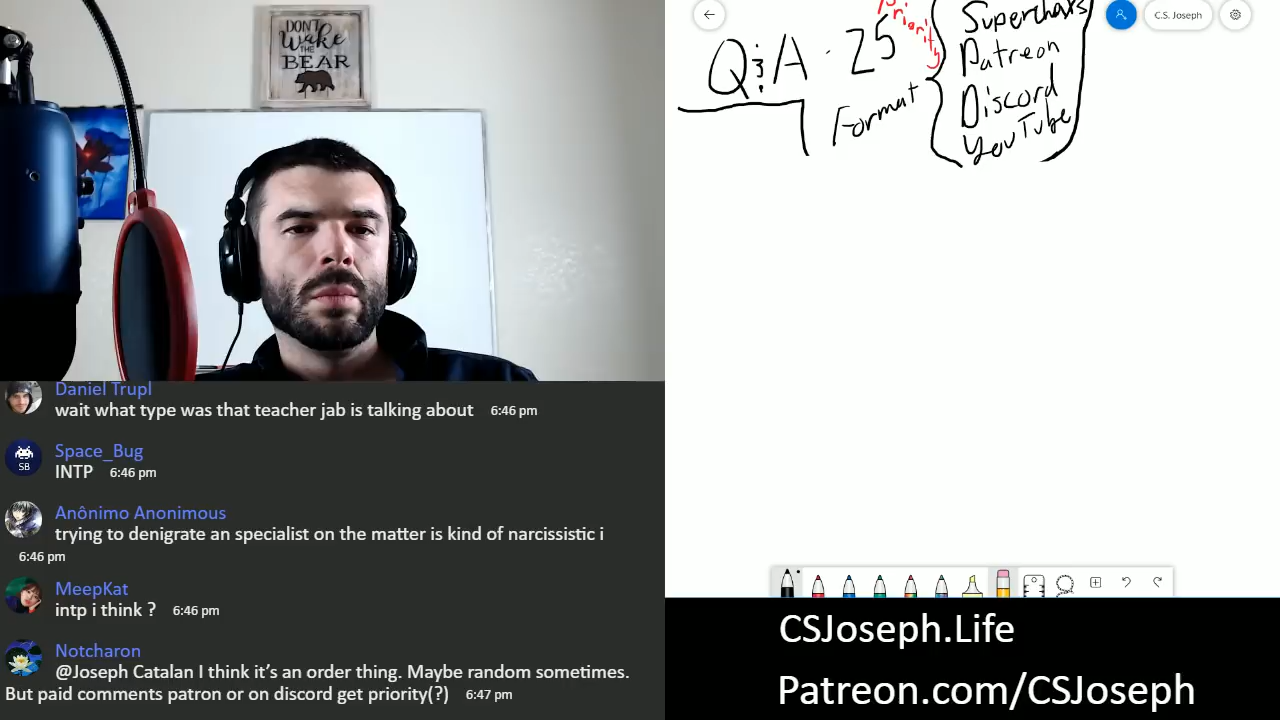 DON'T
Wake
THE
BEAR
SB
Daniel Trupl
wait what type was that teacher jab is talking about 6:46 pm
Space_Bug
INTP 6:46 pm
Anônimo Anonimous
trying to denigrate an specialist on the matter is kind of narcissistic i
6:46 pm
MeepKat
intp i think ? 6:46 pm
Notcharon
@Joseph Catalan I think it's an order thing. Maybe random sometimes.
But paid comments patron or on discord get priority(?) 6:47 pm
Q&A - 25
Format
Priority
Superchats
Patreon
Discord
YouTube
C.S. Joseph
CSJoseph.Life
Patreon.com/CSJoseph